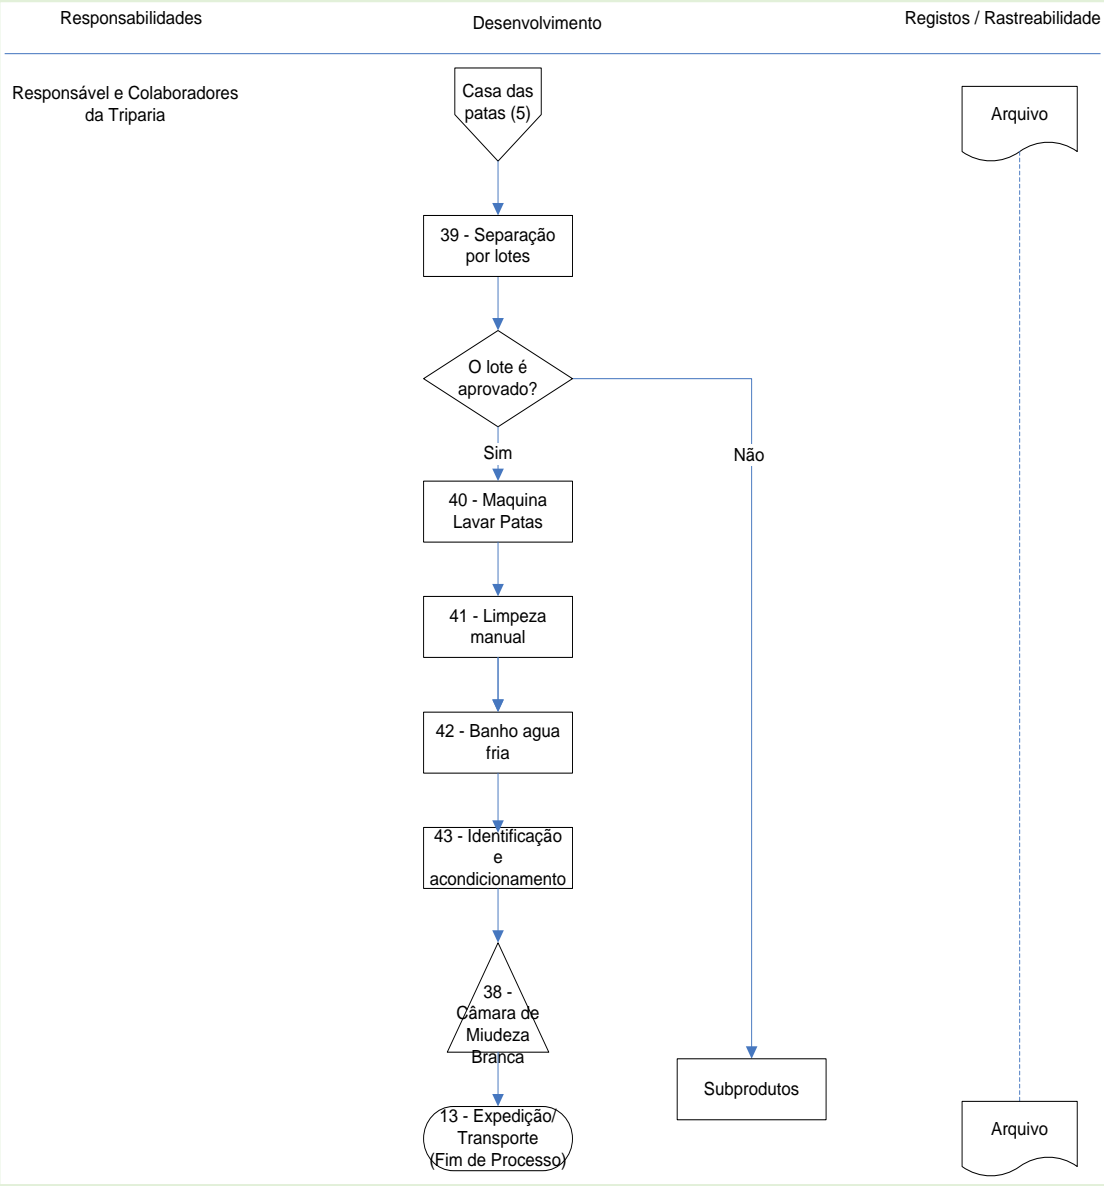 Responsabilidades
Desenvolvimento
Registos / Rastreabilidade
Responsável e Colaboradores
da Triparia
Casa das
patas (5)
Arquivo
39 - Separação
por lotes
O lote é
aprovado?
Sim
Não
40 - Maquina
Lavar Patas
41 - Limpeza
manual
42 - Banho agua
fria
43 - Identificação
e
acondicionamento
38 -
Câmara de
Miudeza
Branca
Subprodutos
13 - Expedição/
Transporte
(Fim de Processo)
Arquivo